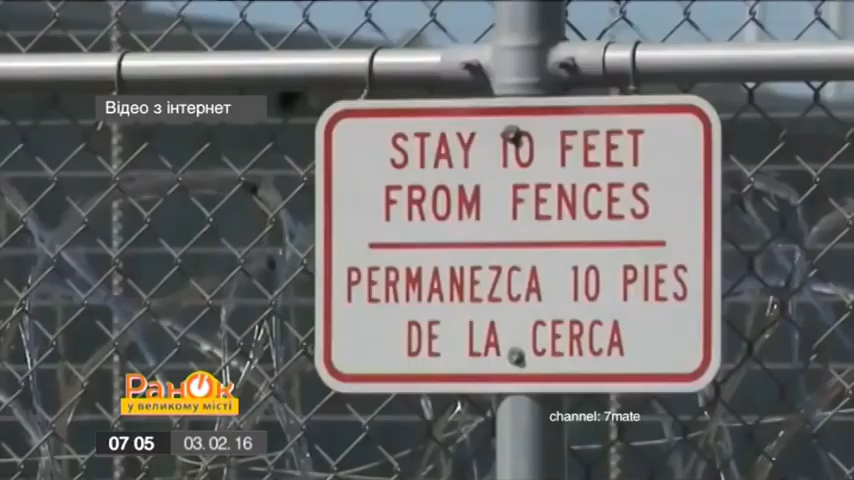 Відео з інтернет
STAY 10 FEET
FROM FENCES
PERMANEZCA 10 PIES
DE LA CERCA
Ранок
у великому місті
channel: 7mate
07 05 03. 02. 16